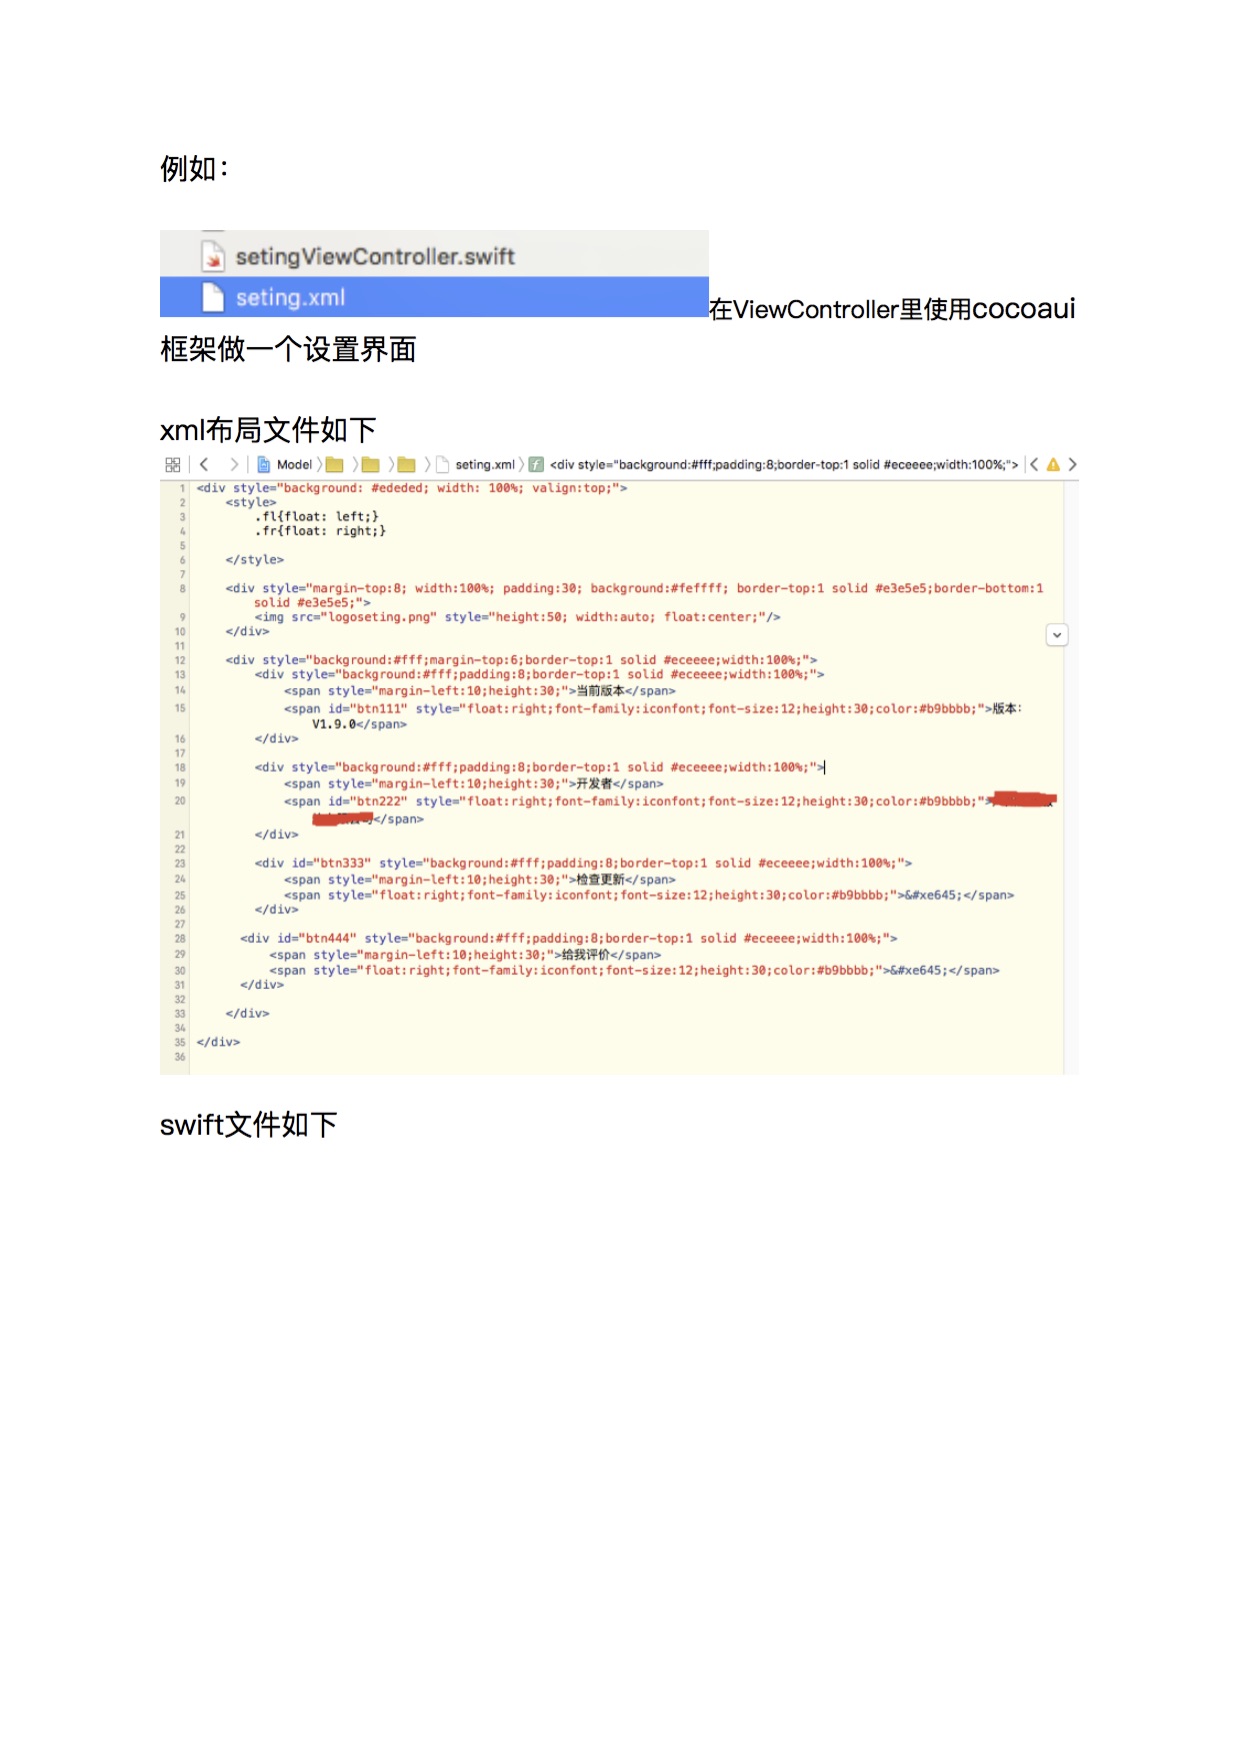 例如：
setingViewController.swift
seting.xml
在ViewController里使用cocoaui
框架做一个设置界面
xml布局文件如下
Model seting.xml <div style="background:#fff;padding:8;border-top:1 solid #eceeee;width:100%;">
1 <div style="background: #ededed; width: 100%; valign:top;">
2 <style>
3 .fl{float: left;}
4 .fr{float: right;}
5
6 </style>
7
8 <div style="margin-top:8; width:100%; padding:30; background:#feffff; border-top:1 solid #e3e5e5;border-bottom:1
solid #e3e5e5;">
9 <img src="logoseting.png" style="height:50; width:auto; float:center;"/>
10 </div>
11
12 <div style="background:#fff;margin-top:6;border-top:1 solid #eceeee;width:100%;">
13 <div style="background:#fff;padding:8;border-top:1 solid #eceeee;width:100%;">
14 <span style="margin-left:10;height:30;">当前版本</span>
15 <span id="btn111" style="float:right;font-family:iconfont;font-size:12;height:30;color:#b9bbbb;">版本：
V1.9.0</span>
16 </div>
17
18 <div style="background:#fff;padding:8;border-top:1 solid #eceeee;width:100%;">
19 <span style="margin-left:10;height:30;">开发者</span>
20 <span id="btn222" style="float:right;font-family:iconfont;font-size:12;height:30;color:#b9bbbb;">
</span>
21 </div>
22
23 <div id="btn333" style="background:#fff;padding:8;border-top:1 solid #eceeee;width:100%;">
24 <span style="margin-left:10;height:30;">检查更新</span>
25 <span style="float:right;font-family:iconfont;font-size:12;height:30;color:#b9bbbb;">&#xe645;</span>
26 </div>
27
28 <div id="btn444" style="background:#fff;padding:8;border-top:1 solid #eceeee;width:100%;">
29 <span style="margin-left:10;height:30;">给我评价</span>
30 <span style="float:right;font-family:iconfont;font-size:12;height:30;color:#b9bbbb;">&#xe645;</span>
31 </div>
32
33 </div>
34
35 </div>
36
swift文件如下